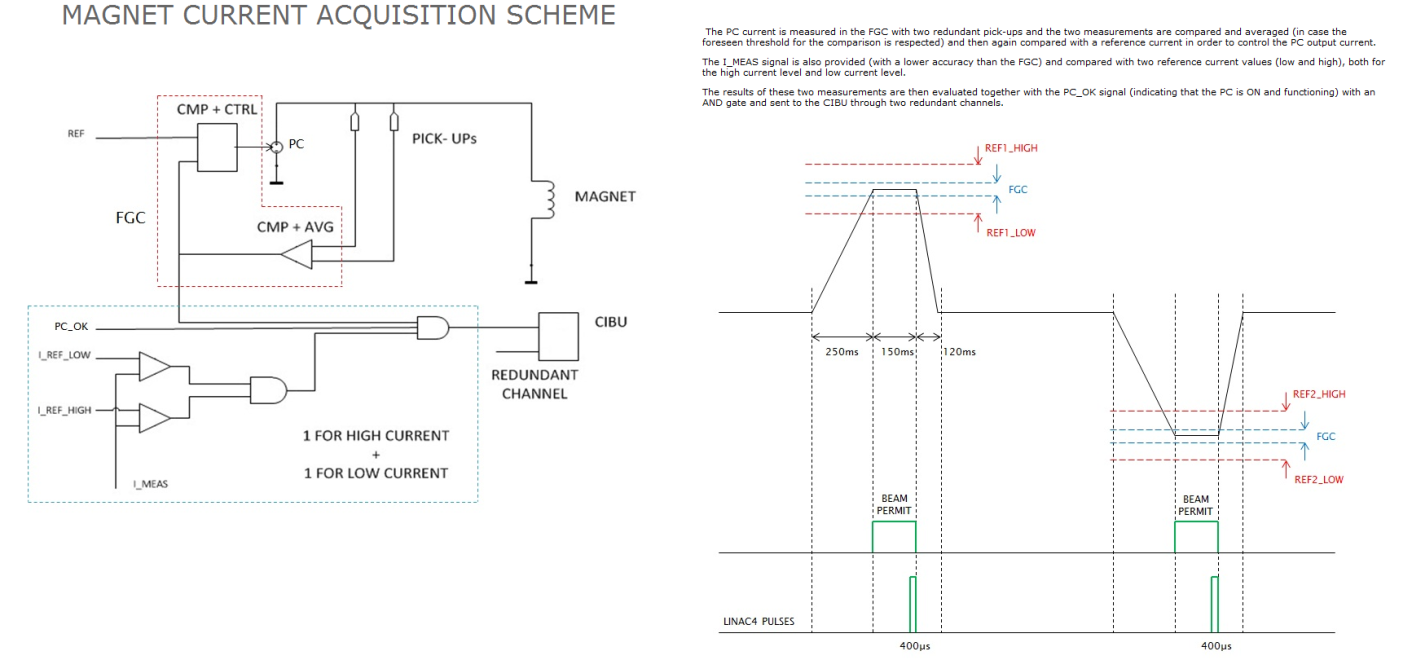 MAGNET CURRENT ACQUISITION SCHEME
CMP + CTRL
REF
PC
PICK- UPs
MAGNET
FGC
CMP + AVG
PC_OK
CIBU
I_REF_LOW
REDUNDANT
CHANNEL
I_REF_HIGH
1 FOR HIGH CURRENT
+
1 FOR LOW CURRENT
I_MEAS
The PC current is measured in the FGC with two redundant pick-ups and the two measurements are compared and averaged (in case the
foreseen threshold for the comparison is respected) and then again compared with a reference current in order to control the PC output current.
The I_MEAS signal is also provided (with a lower accuracy than the FGC) and compared with two reference current values (low and high), both for
the high current level and low current level.
The results of these two measurements are then evaluated together with the PC_OK signal (indicating that the PC is ON and functioning) with an
AND gate and sent to the CIBU through two redundant channels.
REF1_HIGH
FGC
REF1_LOW
250ms
150ms
120ms
REF2_HIGH
FGC
REF2_LOW
BEAM
PERMIT
BEAM
PERMIT
LINAC4 PULSES
400µs
400µs